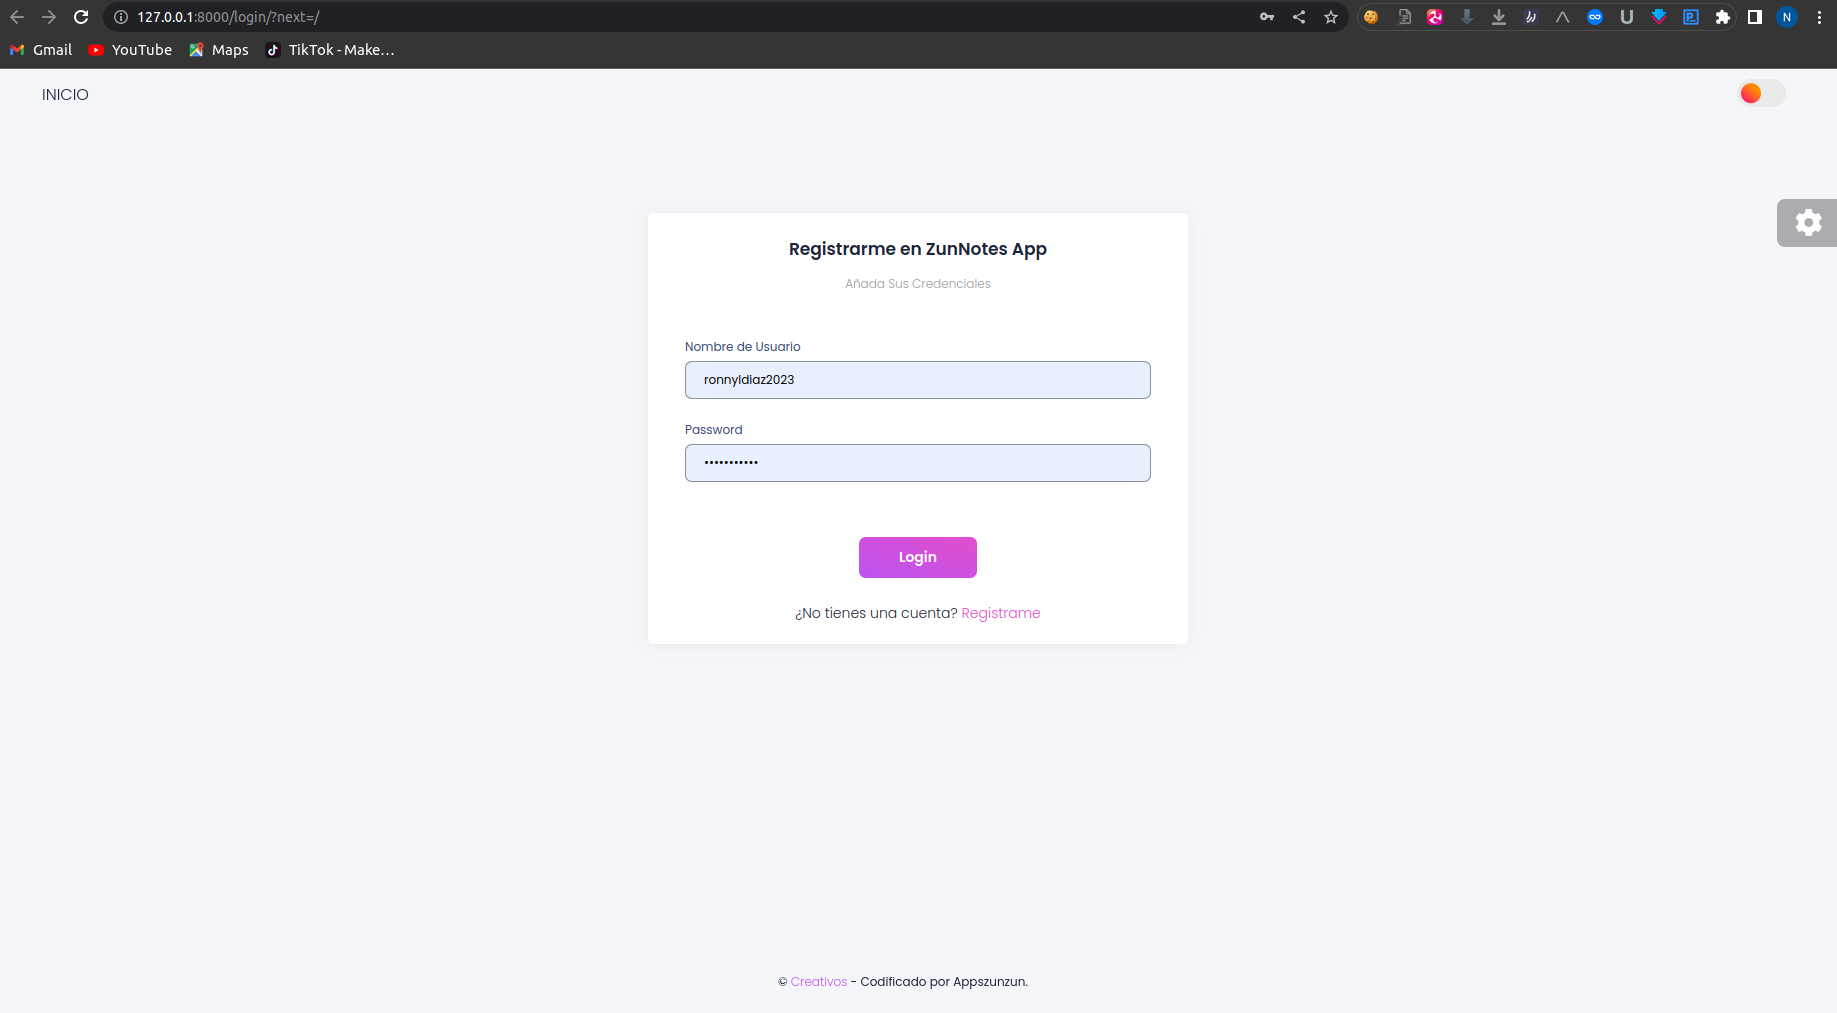 127.0.0.1:8000/login/?next=/
N
Gmail YouTube Maps TikTok - Make...
INICIO
Registrarme en ZunNotes App
Añada Sus Credenciales
Nombre de Usuario
ronnyldiaz2023
Password
•••••••••••
Login
¿No tienes una cuenta? Registrame
© Creativos - Codificado por Appszunzun.